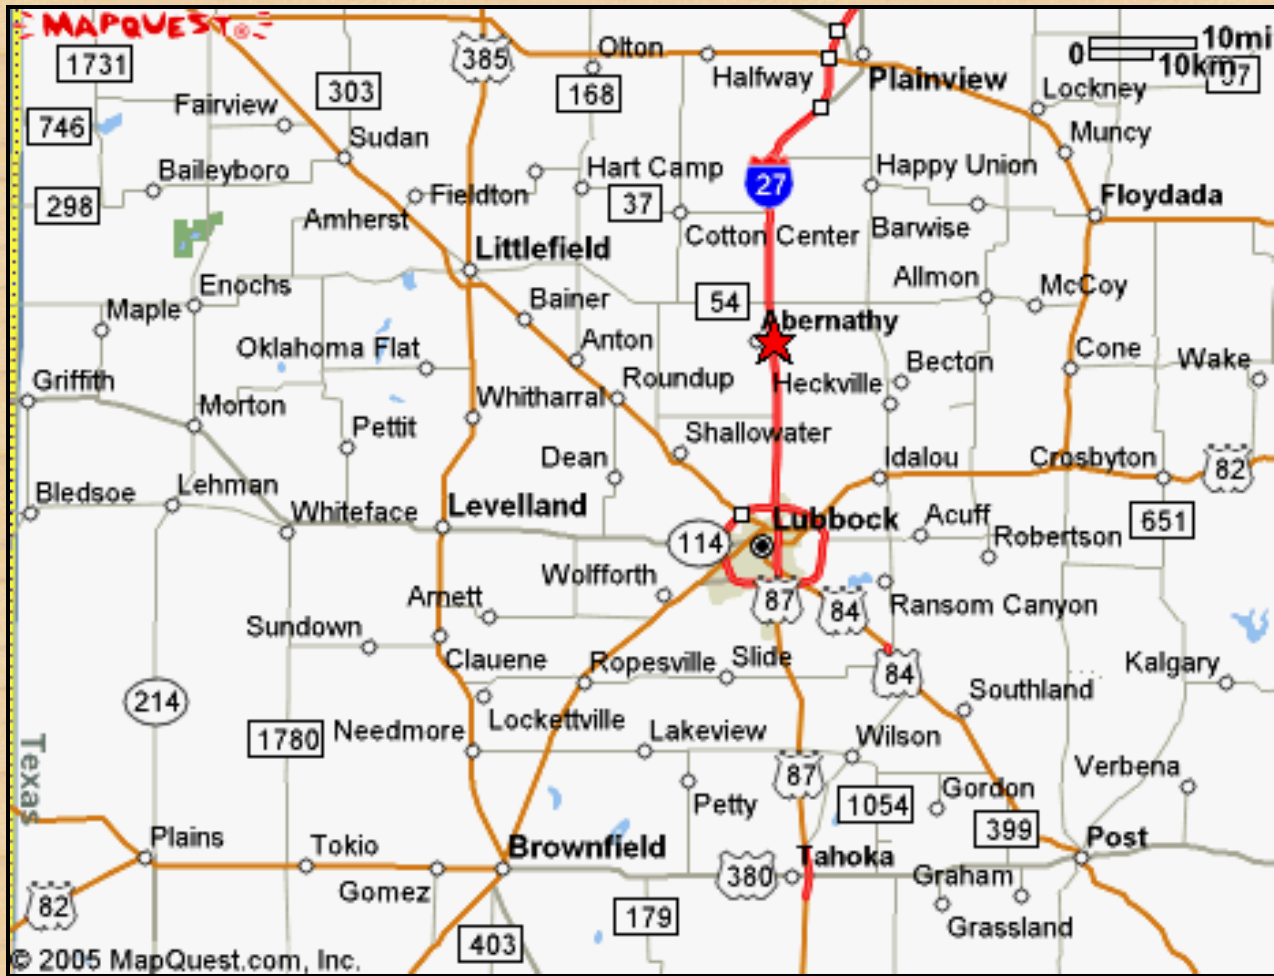 MAPQUEST®
1731
385
Olton
Halfway
Plainview
0 10mi
10km
97
303
168
Lockney
Fairview
746
Sudan
Muncy
Baileyboro
Hart Camp
27
Happy Union
298
Fieldton
37
Floydada
Amherst
Cotton Center
Barwise
Littlefield
Enochs
Allmon
McCoy
Maple
Bainer
54
Abernathy
Oklahoma Flat
Anton
Becton
Cone
Wake
Griffith
Roundup
Heckville
Morton
Whitharral
Pettit
Shallowater
Dean
Idalou
Crosbyton
82
Bledsoe
Lehman
Whiteface
Levelland
Lubbock
Acuff
651
114
Robertson
Wolfforth
Arnett
87
84
Ransom Canyon
Sundown
Clauene
Ropesville
Slide
84
Kalgary
214
Southland
Lockettville
1780
Needmore
Lakeview
Wilson
Texas
87
Verbena
Petty
1054
Gordon
399
Plains
Tokio
Brownfield
Tahoka
Post
Gomez
380
Graham
82
179
Grassland
403
© 2005 MapQuest.com, Inc.